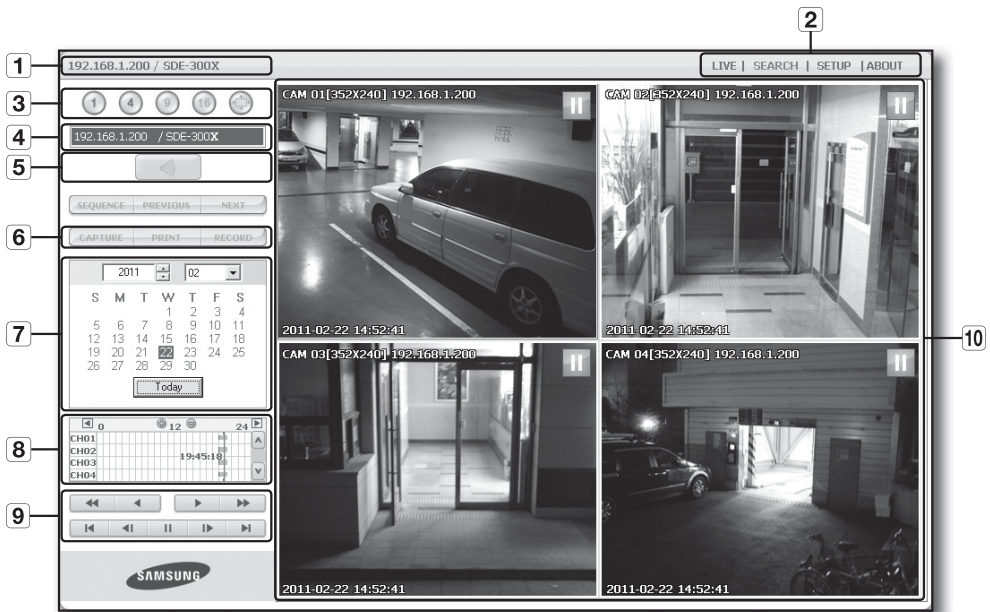 2
1
192.168.1.200 / SDE-300X
LIVE | SEARCH | SETUP | ABOUT
3
1 4 9 16
4
192.168.1.200 / SDE-300X
5
SEQUENCE PREVIOUS NEXT
6
CAPTURE PRINT RECORD
7
2011 02
S M T W T F S
1 2 3 4
5 6 7 8 9 10 11
12 13 14 15 16 17 18
19 20 21 22 23 24 25
26 27 28 29 30
Today
8
0 12 24
CH01
CH02
CH03
CH04
19:45:18
9
SAMSUNG
CAM 01[352X240] 192.168.1.200
2011-02-22 14:52:41
CAM 02[352X240] 192.168.1.200
2011-02-22 14:52:41
CAM 03[352X240] 192.168.1.200
2011-02-22 14:52:41
CAM 04[352X240] 192.168.1.200
2011-02-22 14:52:41
10